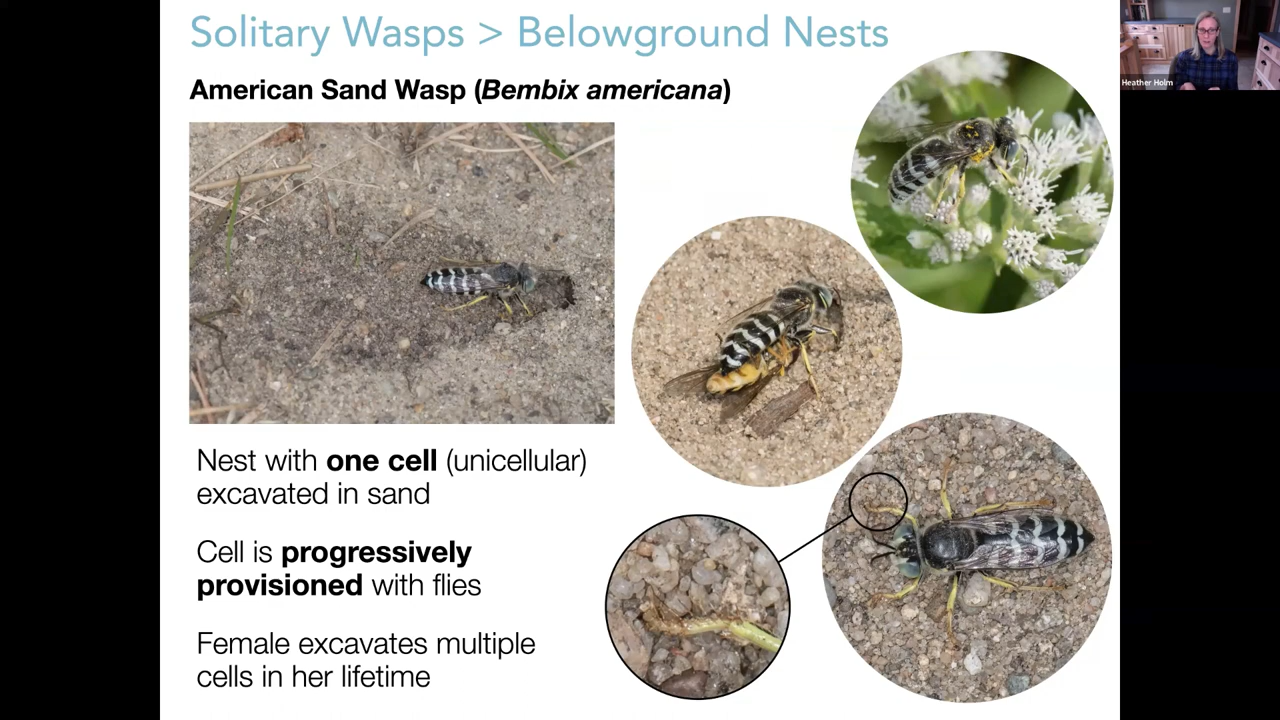 Solitary Wasps > Belowground Nests
Heather Holm
American Sand Wasp (Bembix americana)
Nest with one cell (unicellular)
excavated in sand
Cell is progressively
provisioned with flies
Female excavates multiple
cells in her lifetime